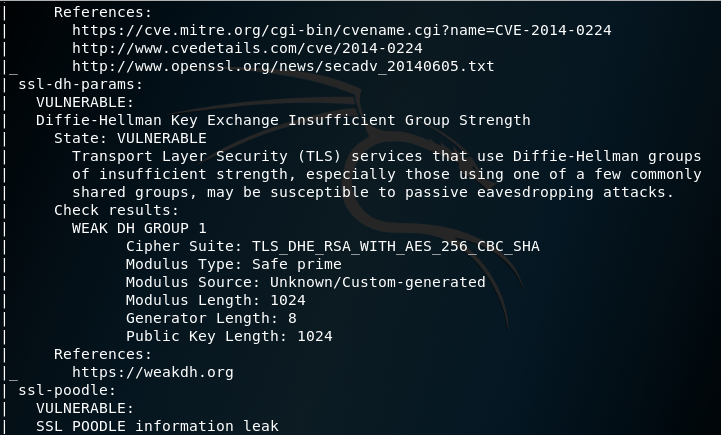 |     References:
|       https://cve.mitre.org/cgi-bin/cvename.cgi?name=CVE-2014-0224
|       http://www.cvedetails.com/cve/2014-0224
|_      http://www.openssl.org/news/secadv_20140605.txt
| ssl-dh-params:
|   VULNERABLE:
|   Diffie-Hellman Key Exchange Insufficient Group Strength
|     State: VULNERABLE
|       Transport Layer Security (TLS) services that use Diffie-Hellman groups
|       of insufficient strength, especially those using one of a few commonly
|       shared groups, may be susceptible to passive eavesdropping attacks.
|     Check results:
|       WEAK DH GROUP 1
|             Cipher Suite: TLS_DHE_RSA_WITH_AES_256_CBC_SHA
|             Modulus Type: Safe prime
|             Modulus Source: Unknown/Custom-generated
|             Modulus Length: 1024
|             Generator Length: 8
|             Public Key Length: 1024
|     References:
|_      https://weakdh.org
| ssl-poodle:
|   VULNERABLE:
|   SSL POODLE information leak